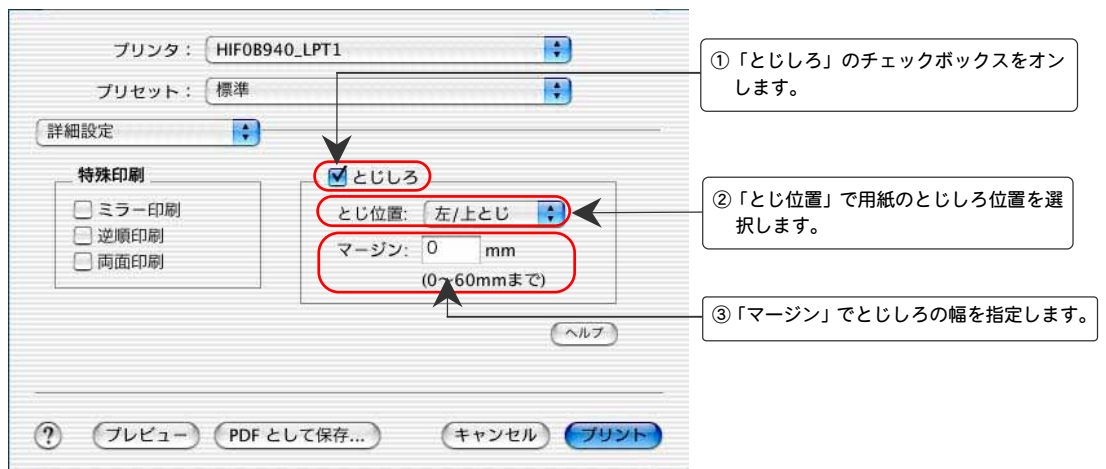 プリンタ： HIF0B940_LPT1
プリセット： 標準
詳細設定
特殊印刷
ミラー印刷
逆順印刷
両面印刷
とじしろ
とじ位置: 左/上とじ
マージン: 0 mm
(0~60mmまで)
ヘルプ
? プレビュー PDF として保存... キャンセル プリント
①「とじしろ」のチェックボックスをオン
します。
②「とじ位置」で用紙のとじしろ位置を選
択します。
③「マージン」でとじしろの幅を指定します。